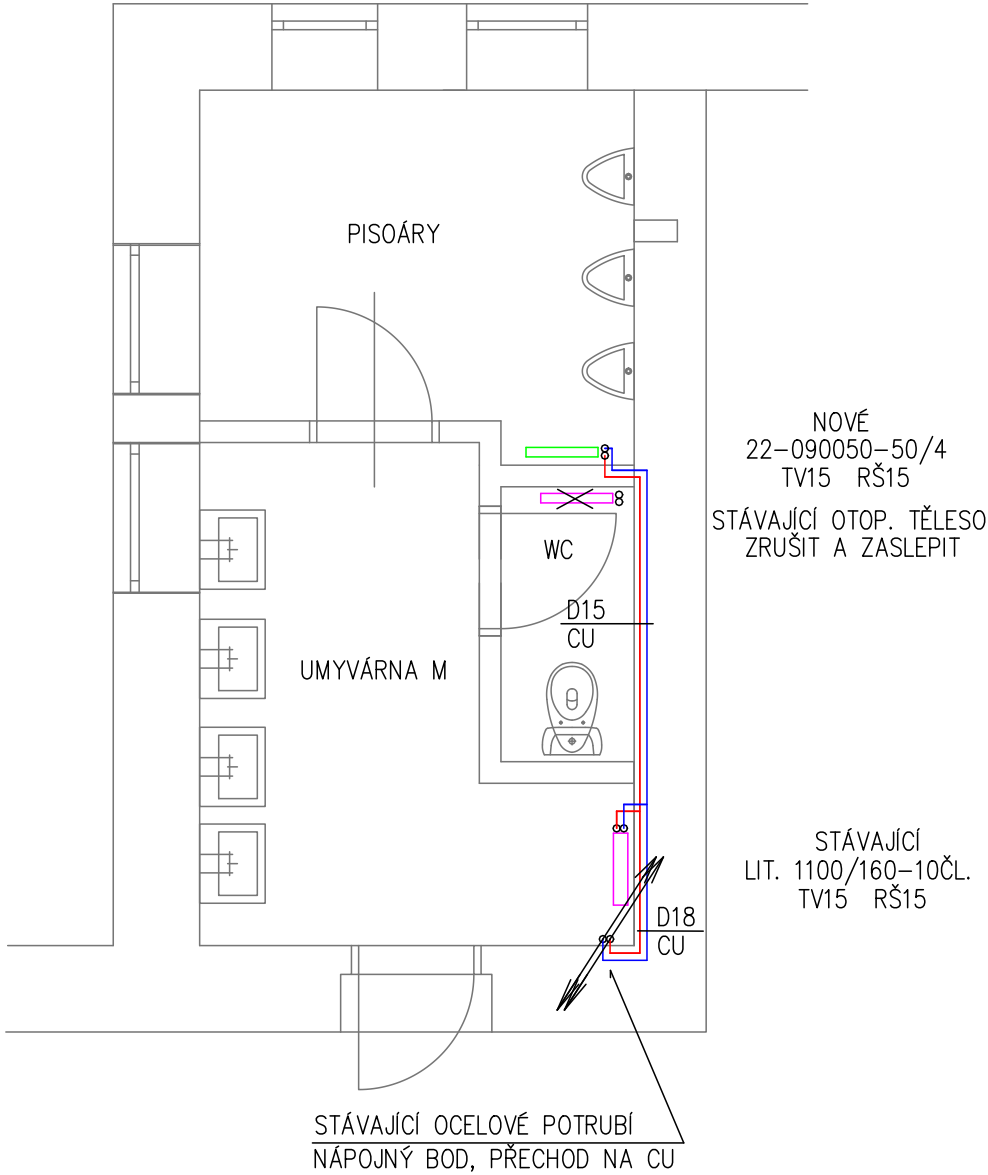 PISOÁRY
NOVÉ
22-090050-50/4
TV15 RŠ15
STÁVAJÍCÍ OTOP. TĚLESO
ZRUŠIT A ZASLEPIT
WC
D15
CU
UMYVÁRNA M
STÁVAJÍCÍ
LIT. 1100/160-10ČL.
TV15 RŠ15
D18
CU
STÁVAJÍCÍ OCELOVÉ POTRUBÍ
NÁPOJNÝ BOD, PŘECHOD NA CU